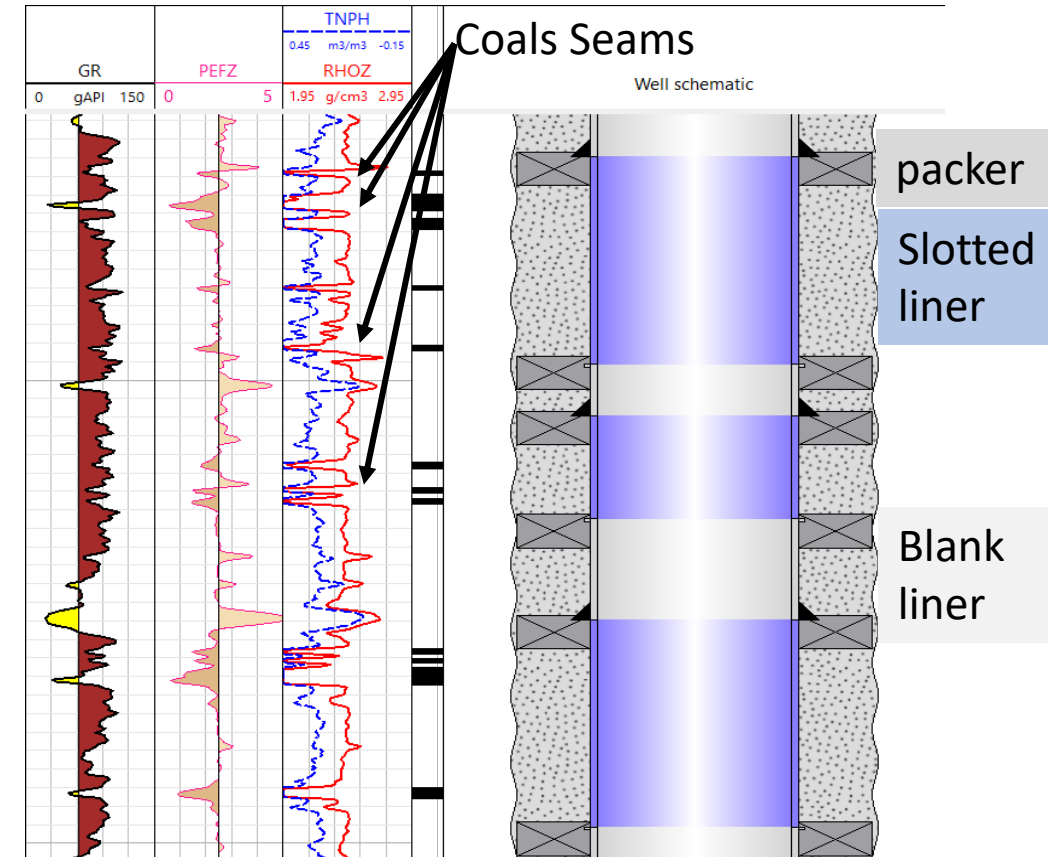 TNPH
0.45 m3/m3 -0.15
Coals Seams
GR
PEFZ
RHOZ
Well schematic
0 gAPI 150
0 5
1.95 g/cm3 2.95
packer
Slotted
liner
Blank
liner